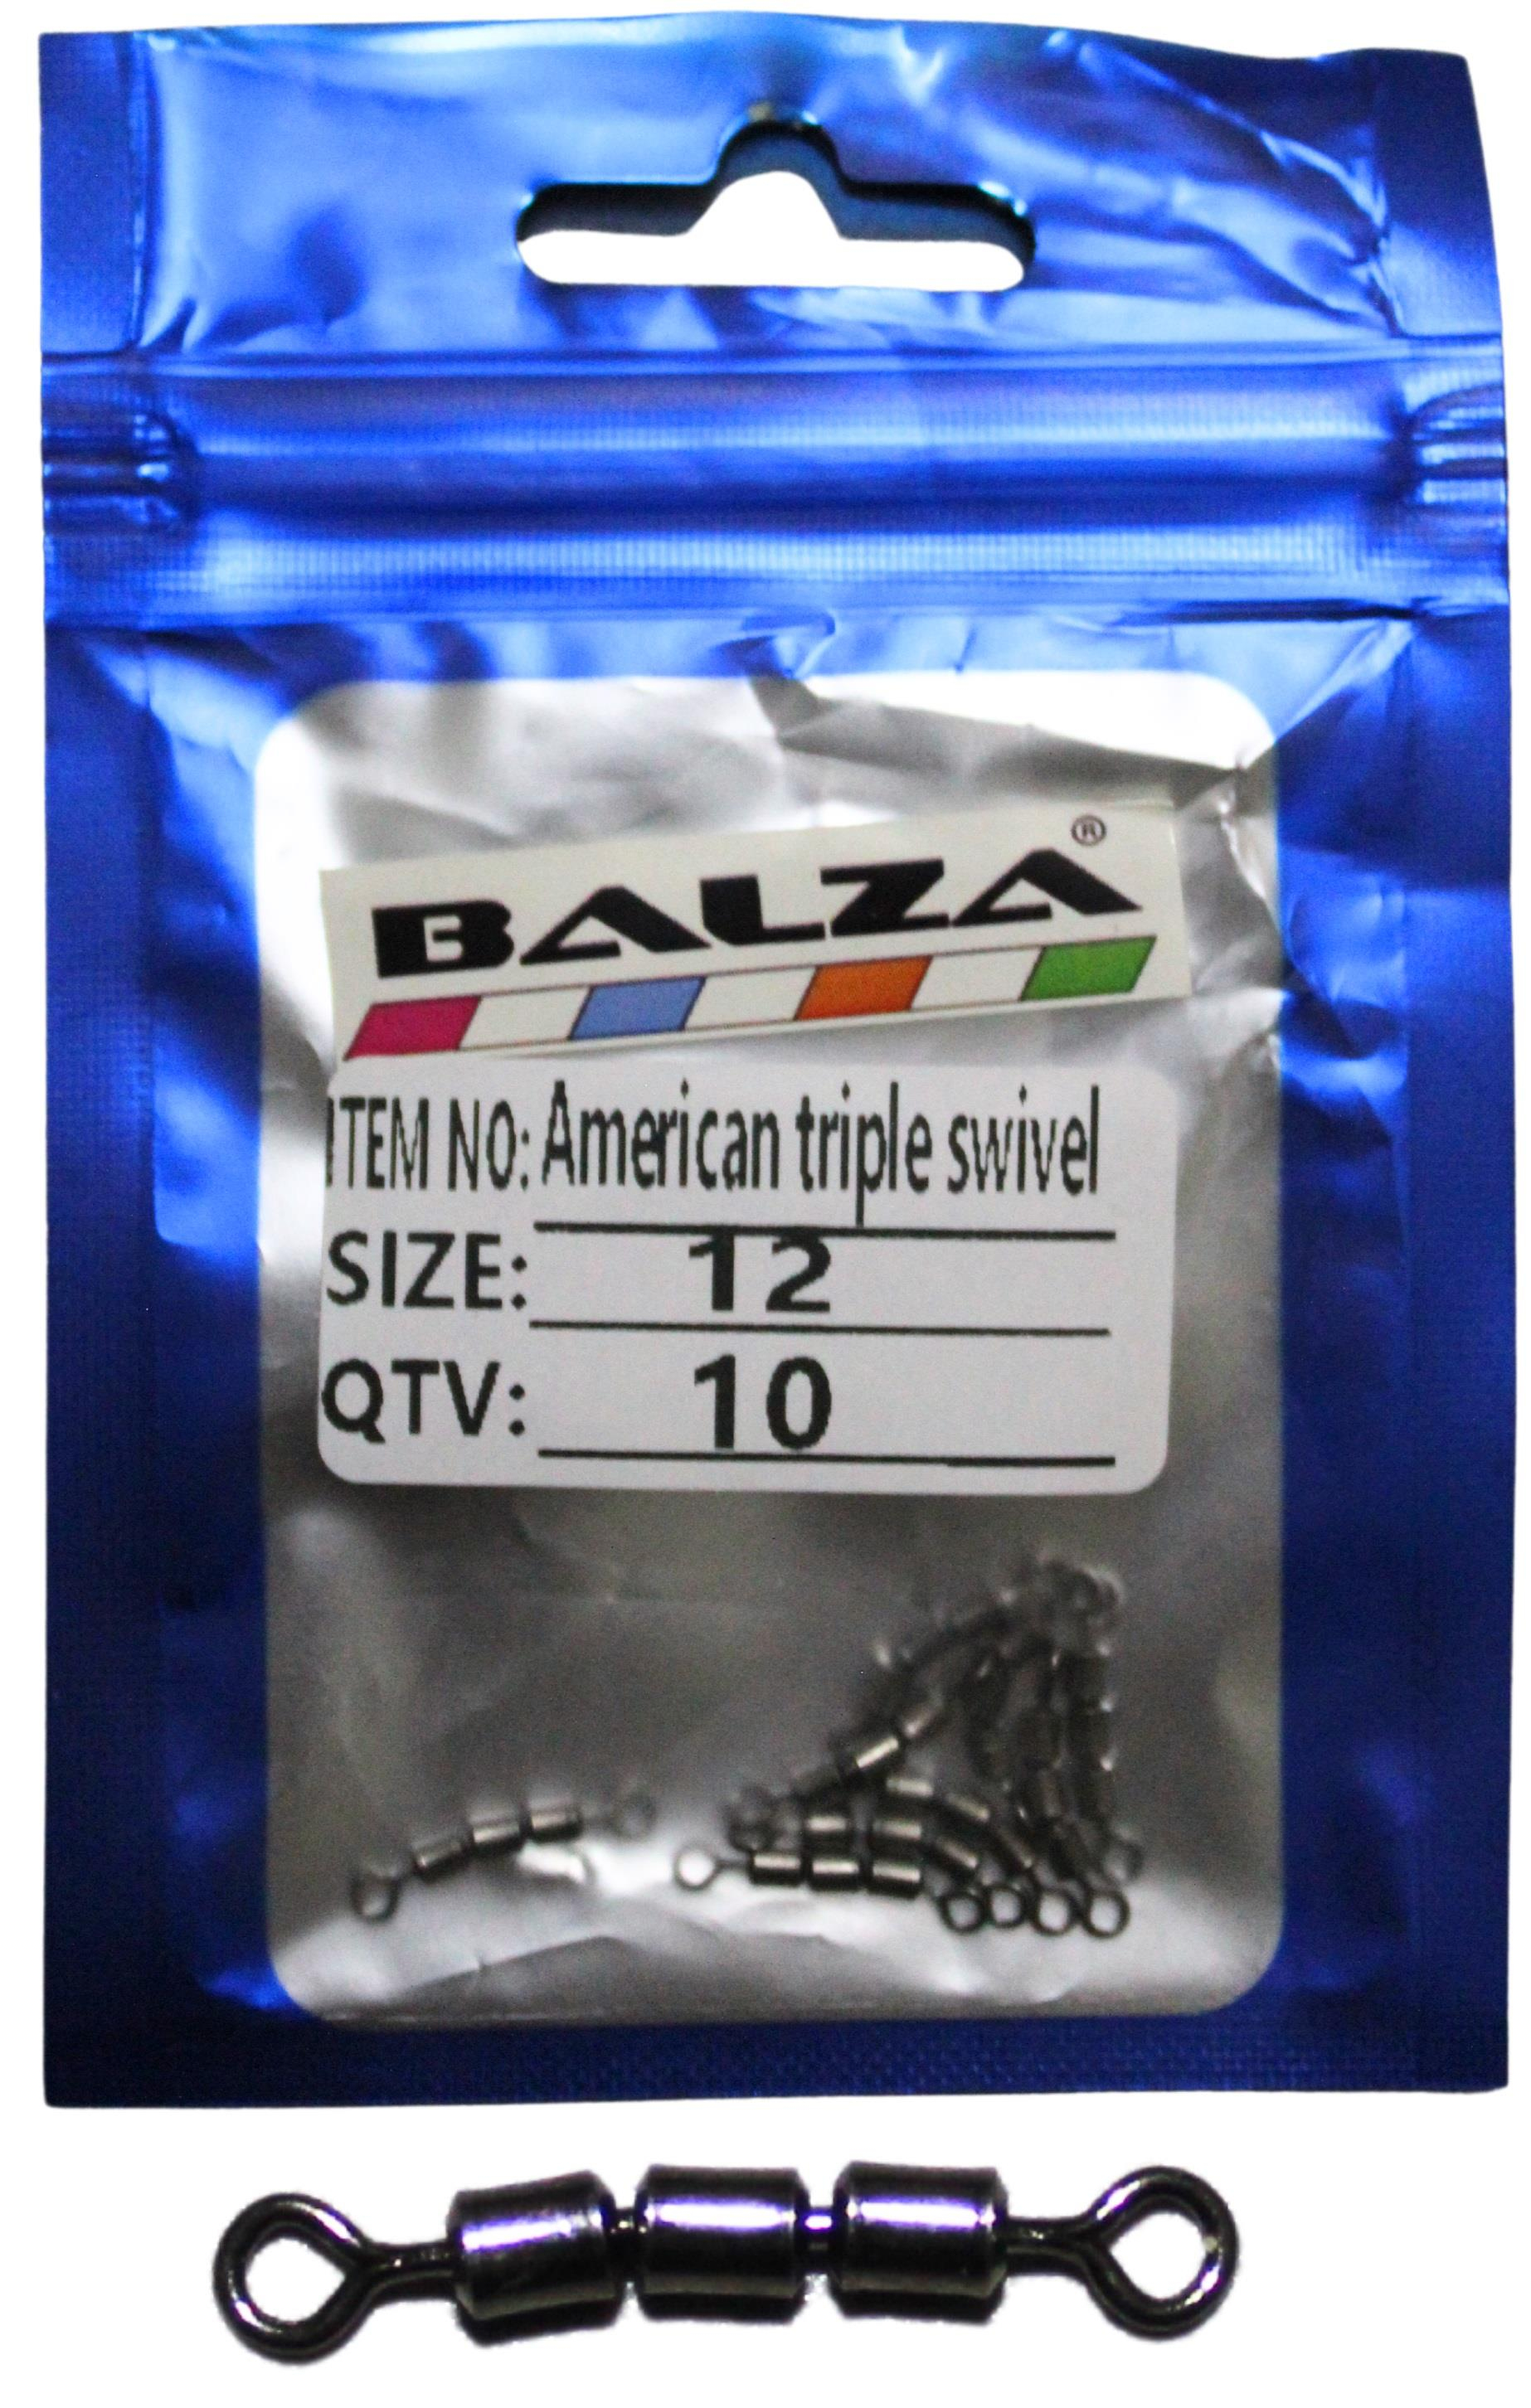 BALZA®
ITEM NO: American triple swivel
SIZE: 12
QTV: 10